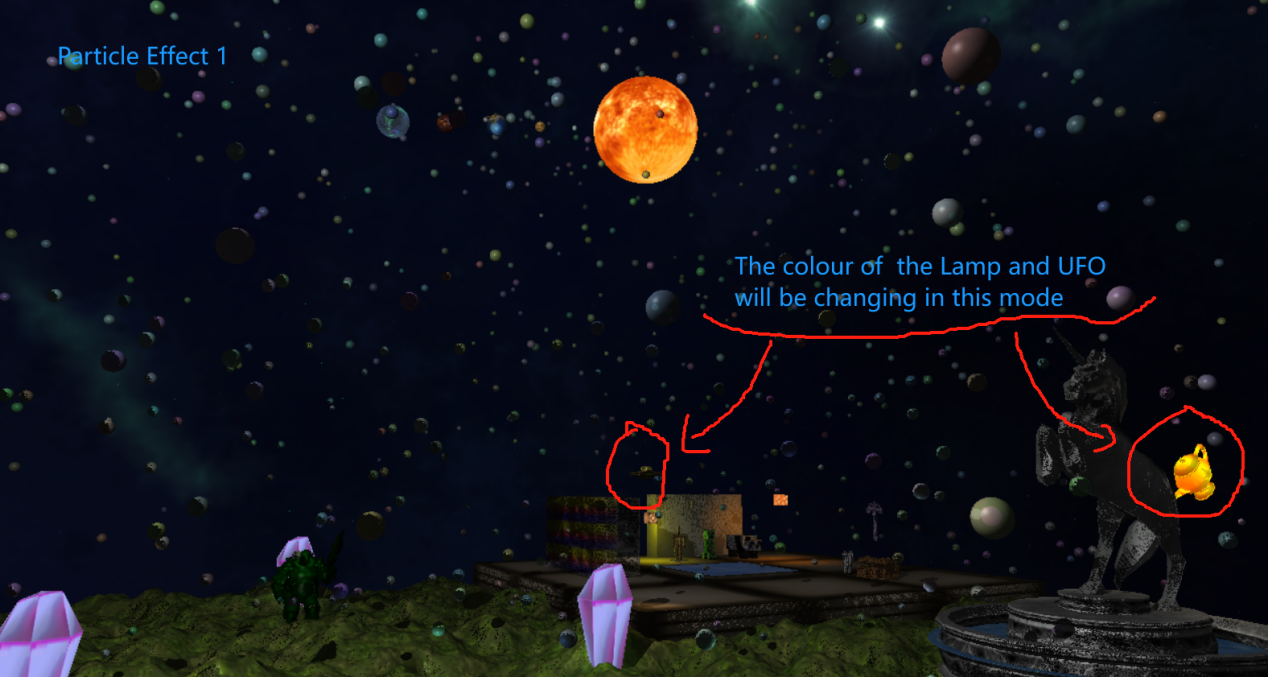 Particle Effect 1
The colour of  the Lamp and UFO
will be changing in this mode